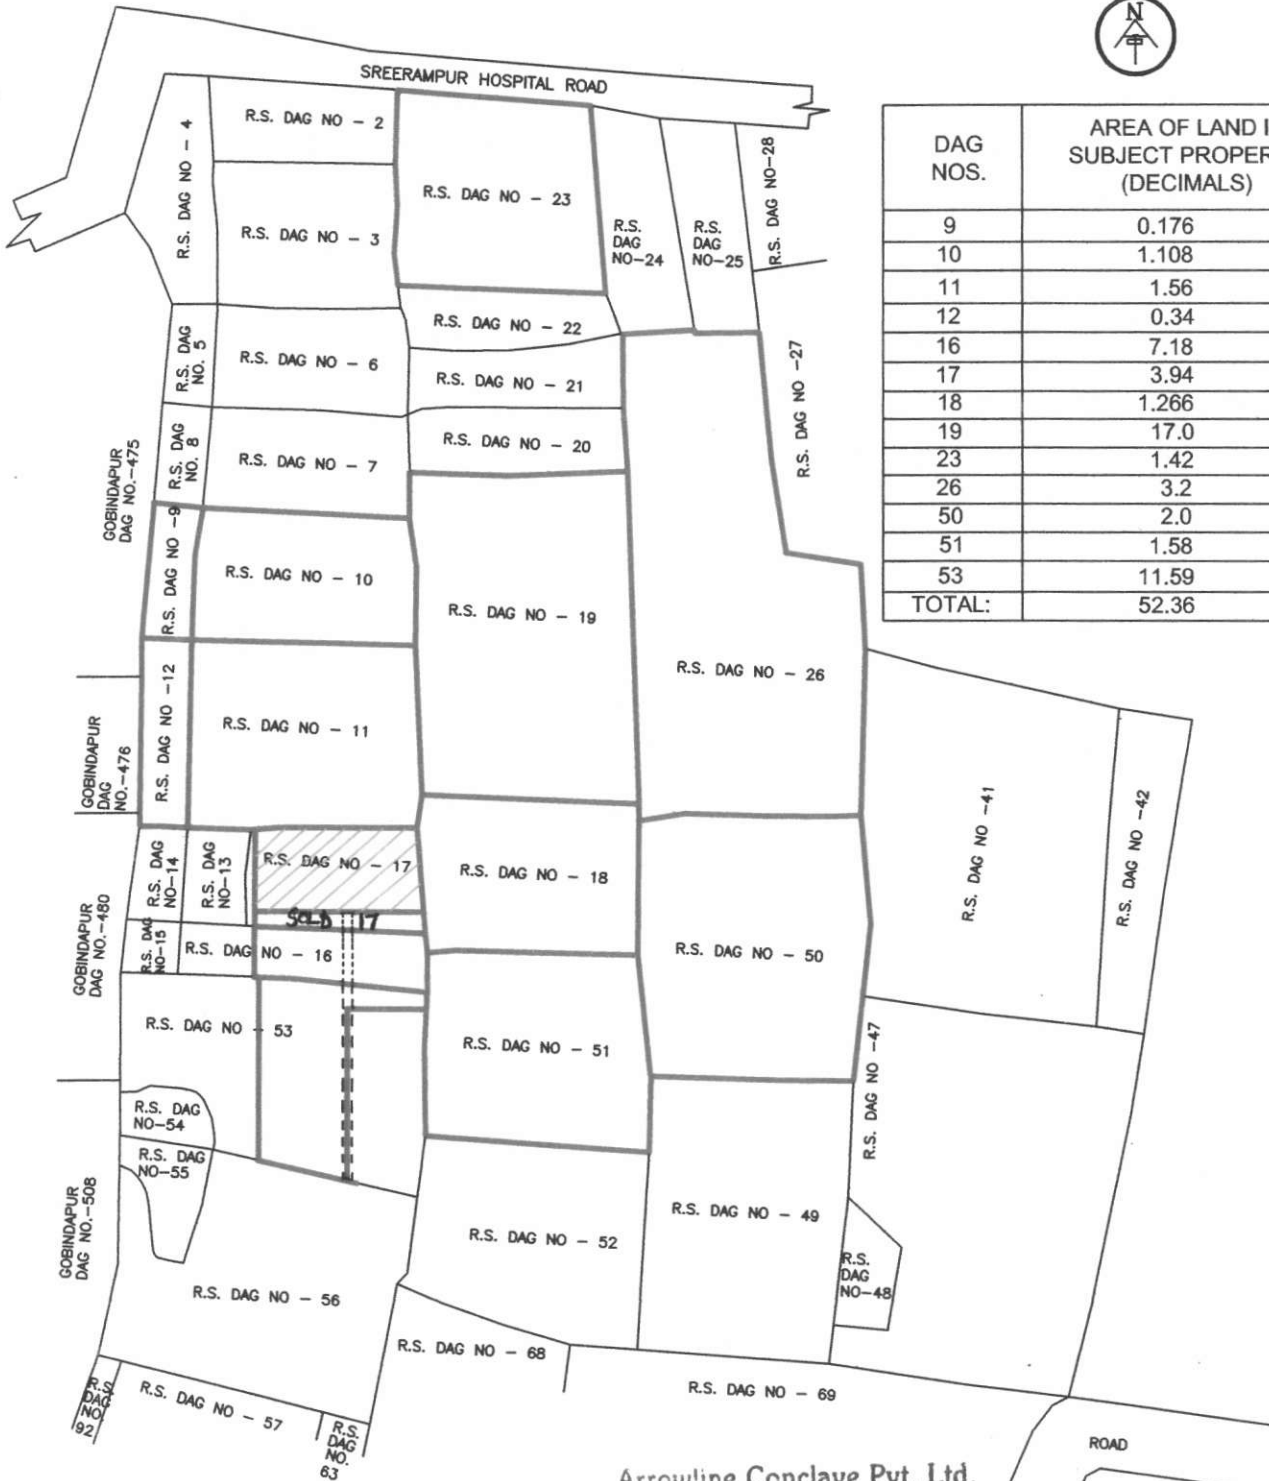 N
SREERAMPUR HOSPITAL ROAD
DAG
NOS.
AREA OF LAND I
SUBJECT PROPER
(DECIMALS)
9 0.176
10 1.108
11 1.56
12 0.34
16 7.18
17 3.94
18 1.266
19 17.0
23 1.42
26 3.2
50 2.0
51 1.58
53 11.59
TOTAL: 52.36
R.S. DAG NO - 4
R.S. DAG NO - 2
R.S. DAG NO - 23
R.S. DAG NO-28
R.S. DAG NO - 3
R.S.
DAG
NO-24
R.S.
DAG
NO-25
R.S. DAG NO - 22
R.S. DAG
NO. 5
R.S. DAG NO - 6
R.S. DAG NO - 21
R.S. DAG NO -27
R.S. DAG
NO. 8
R.S. DAG NO - 7
R.S. DAG NO - 20
GOBINDAPUR
DAG NO.-475
R.S. DAG NO -9
R.S. DAG NO - 10
R.S. DAG NO - 19
R.S. DAG NO - 26
R.S. DAG NO -12
R.S. DAG NO - 11
GOBINDAPUR
DAG
NO.-476
R.S. DAG NO -41
R.S. DAG NO -42
R.S. DAG
NO-14
R.S. DAG
NO-13
R.S. DAG NO - 17
R.S. DAG NO - 18
SOLD 17
GOBINDAPUR
DAG NO.-480
R.S. DAG
NO-15
R.S. DAG NO - 16
R.S. DAG NO - 50
R.S. DAG NO - 53
R.S. DAG NO - 51
R.S. DAG NO -47
R.S. DAG
NO-54
R.S. DAG
NO-55
GOBINDAPUR
DAG NO.-508
R.S. DAG NO - 52
R.S. DAG NO - 49
R.S.
DAG
NO-48
R.S. DAG NO - 56
R.S. DAG NO - 68
R.S. DAG NO - 69
R.S.
DAG
NO.
92
R.S. DAG NO - 57
R.S.
DAG
NO.
63
ROAD
Arrowline Conclave Pvt. Ltd.